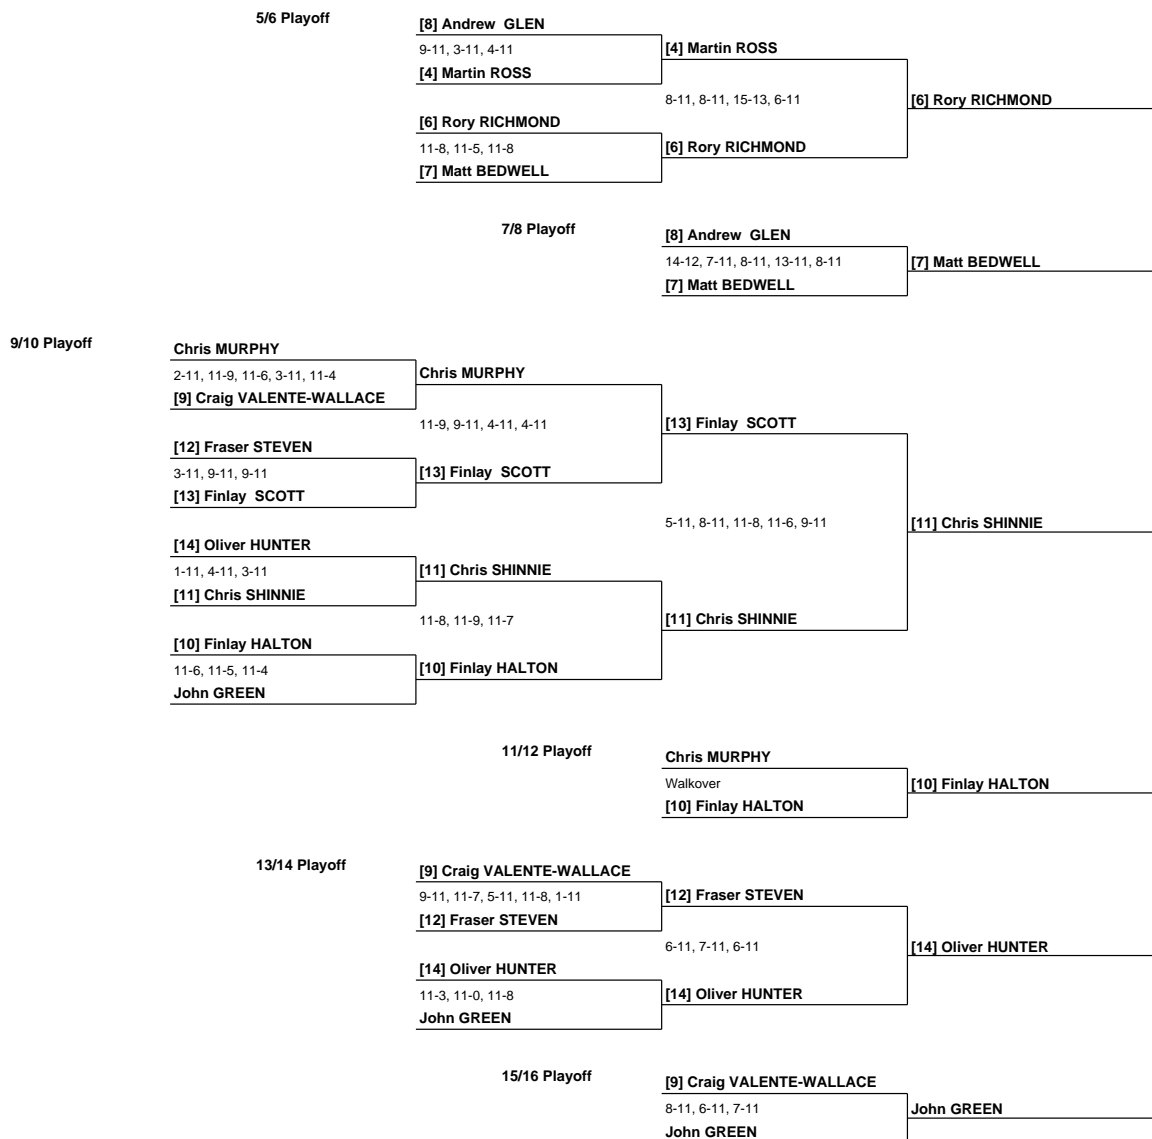 5/6 Playoff
[8] Andrew  GLEN
9-11, 3-11, 4-11
[4] Martin ROSS
[4] Martin ROSS
8-11, 8-11, 15-13, 6-11
[6] Rory RICHMOND
[6] Rory RICHMOND
11-8, 11-5, 11-8
[6] Rory RICHMOND
[7] Matt BEDWELL
7/8 Playoff
[8] Andrew  GLEN
14-12, 7-11, 8-11, 13-11, 8-11
[7] Matt BEDWELL
[7] Matt BEDWELL
9/10 Playoff
Chris MURPHY
2-11, 11-9, 11-6, 3-11, 11-4
Chris MURPHY
[9] Craig VALENTE-WALLACE
11-9, 9-11, 4-11, 4-11
[13] Finlay  SCOTT
[12] Fraser STEVEN
3-11, 9-11, 9-11
[13] Finlay  SCOTT
[13] Finlay  SCOTT
5-11, 8-11, 11-8, 11-6, 9-11
[11] Chris SHINNIE
[14] Oliver HUNTER
1-11, 4-11, 3-11
[11] Chris SHINNIE
[11] Chris SHINNIE
11-8, 11-9, 11-7
[11] Chris SHINNIE
[10] Finlay HALTON
11-6, 11-5, 11-4
[10] Finlay HALTON
John GREEN
11/12 Playoff
Chris MURPHY
Walkover
[10] Finlay HALTON
[10] Finlay HALTON
13/14 Playoff
[9] Craig VALENTE-WALLACE
9-11, 11-7, 5-11, 11-8, 1-11
[12] Fraser STEVEN
[12] Fraser STEVEN
6-11, 7-11, 6-11
[14] Oliver HUNTER
[14] Oliver HUNTER
11-3, 11-0, 11-8
[14] Oliver HUNTER
John GREEN
15/16 Playoff
[9] Craig VALENTE-WALLACE
8-11, 6-11, 7-11
John GREEN
John GREEN